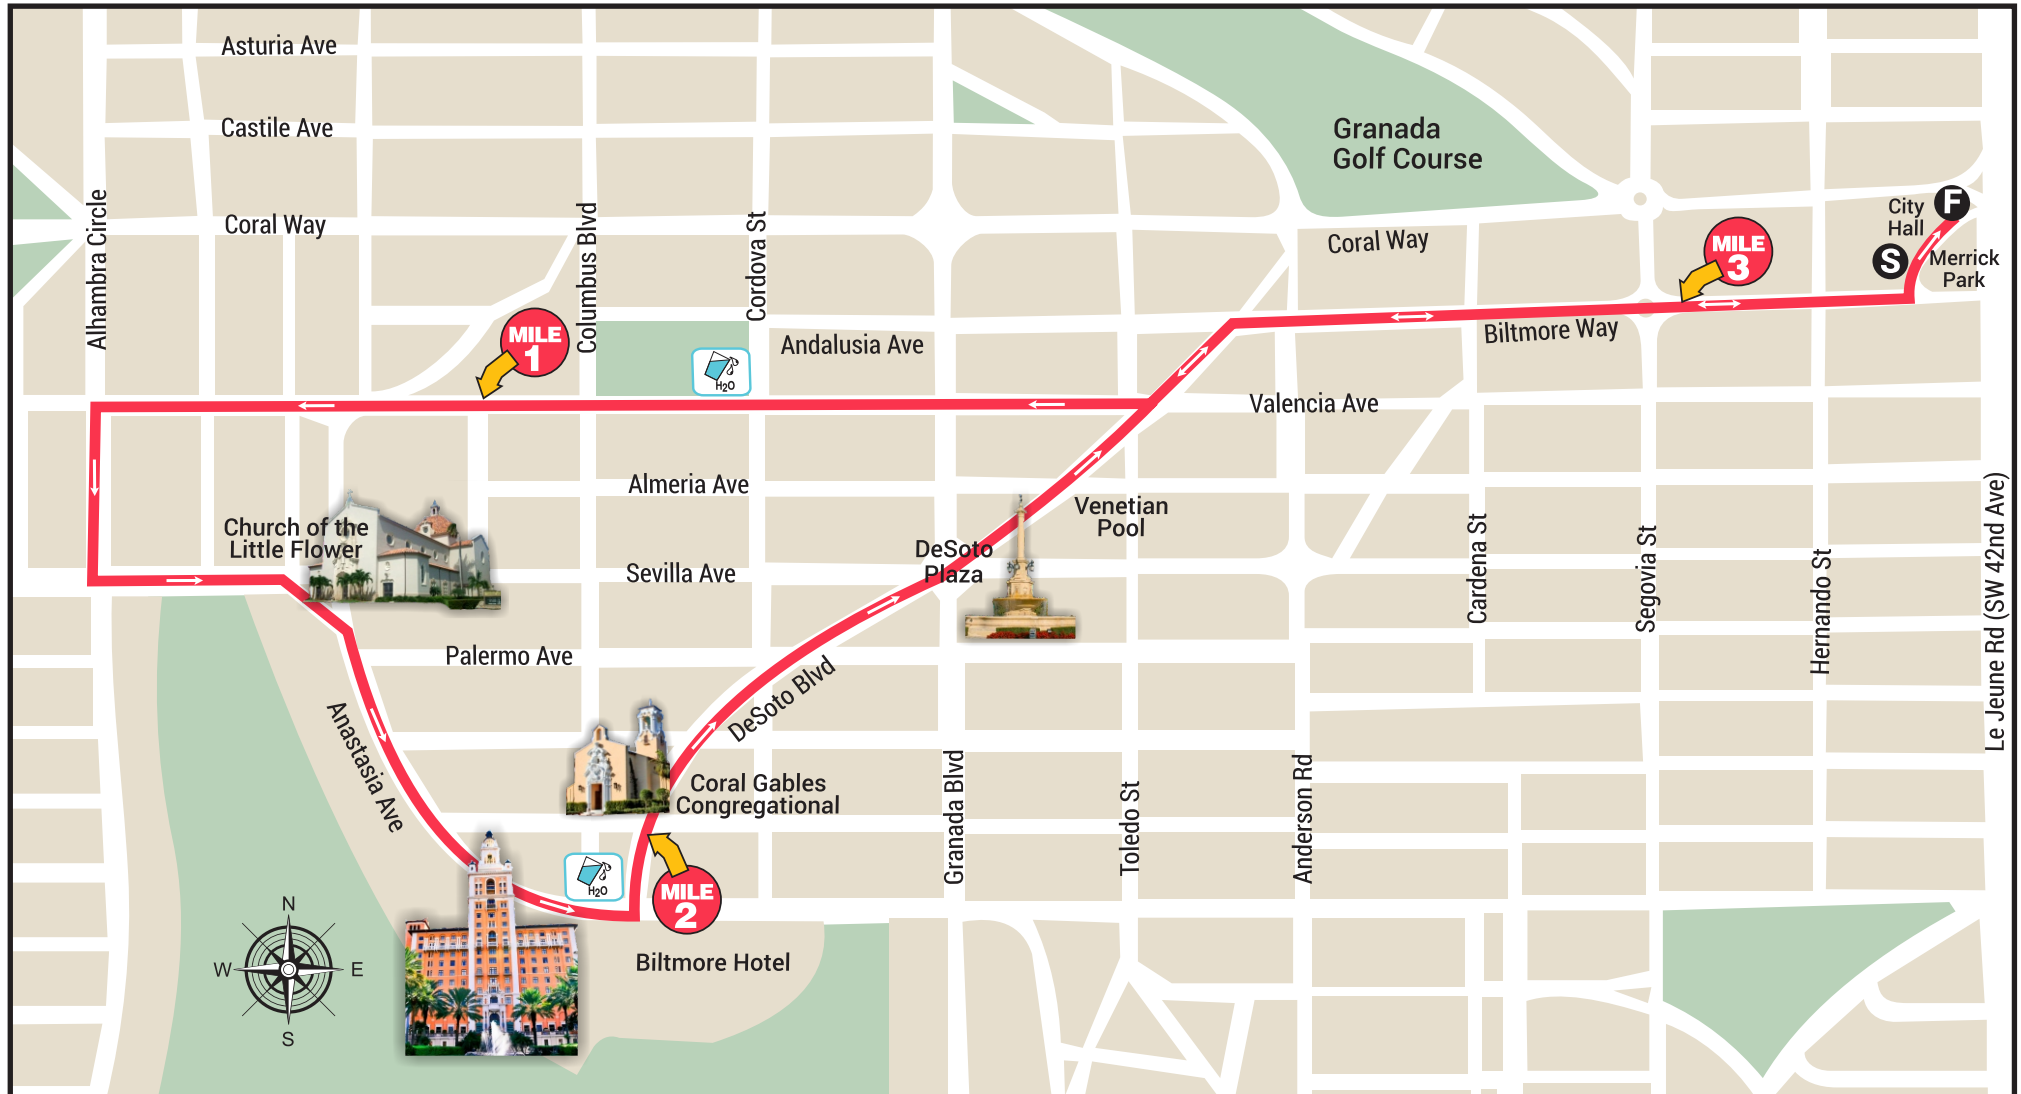 Asturia Ave
Castile Ave
Granada
Golf Course
Coral Way
Coral Way
Alhambra Circle
Columbus Blvd
Cordova St
City
Hall
F
S
Merrick
Park
MILE
3
MILE
1
Andalusia Ave
Biltmore Way
H2O
Valencia Ave
Almeria Ave
Venetian
Pool
Church of the
Little Flower
DeSoto
Plaza
Sevilla Ave
Cardena St
Segovia St
Hernando St
Le Jeune Rd (SW 42nd Ave)
Palermo Ave
DeSoto Blvd
Anastasia Ave
Coral Gables
Congregational
Granada Blvd
Toledo St
Anderson Rd
H2O
MILE
2
Biltmore Hotel
N
W
E
S